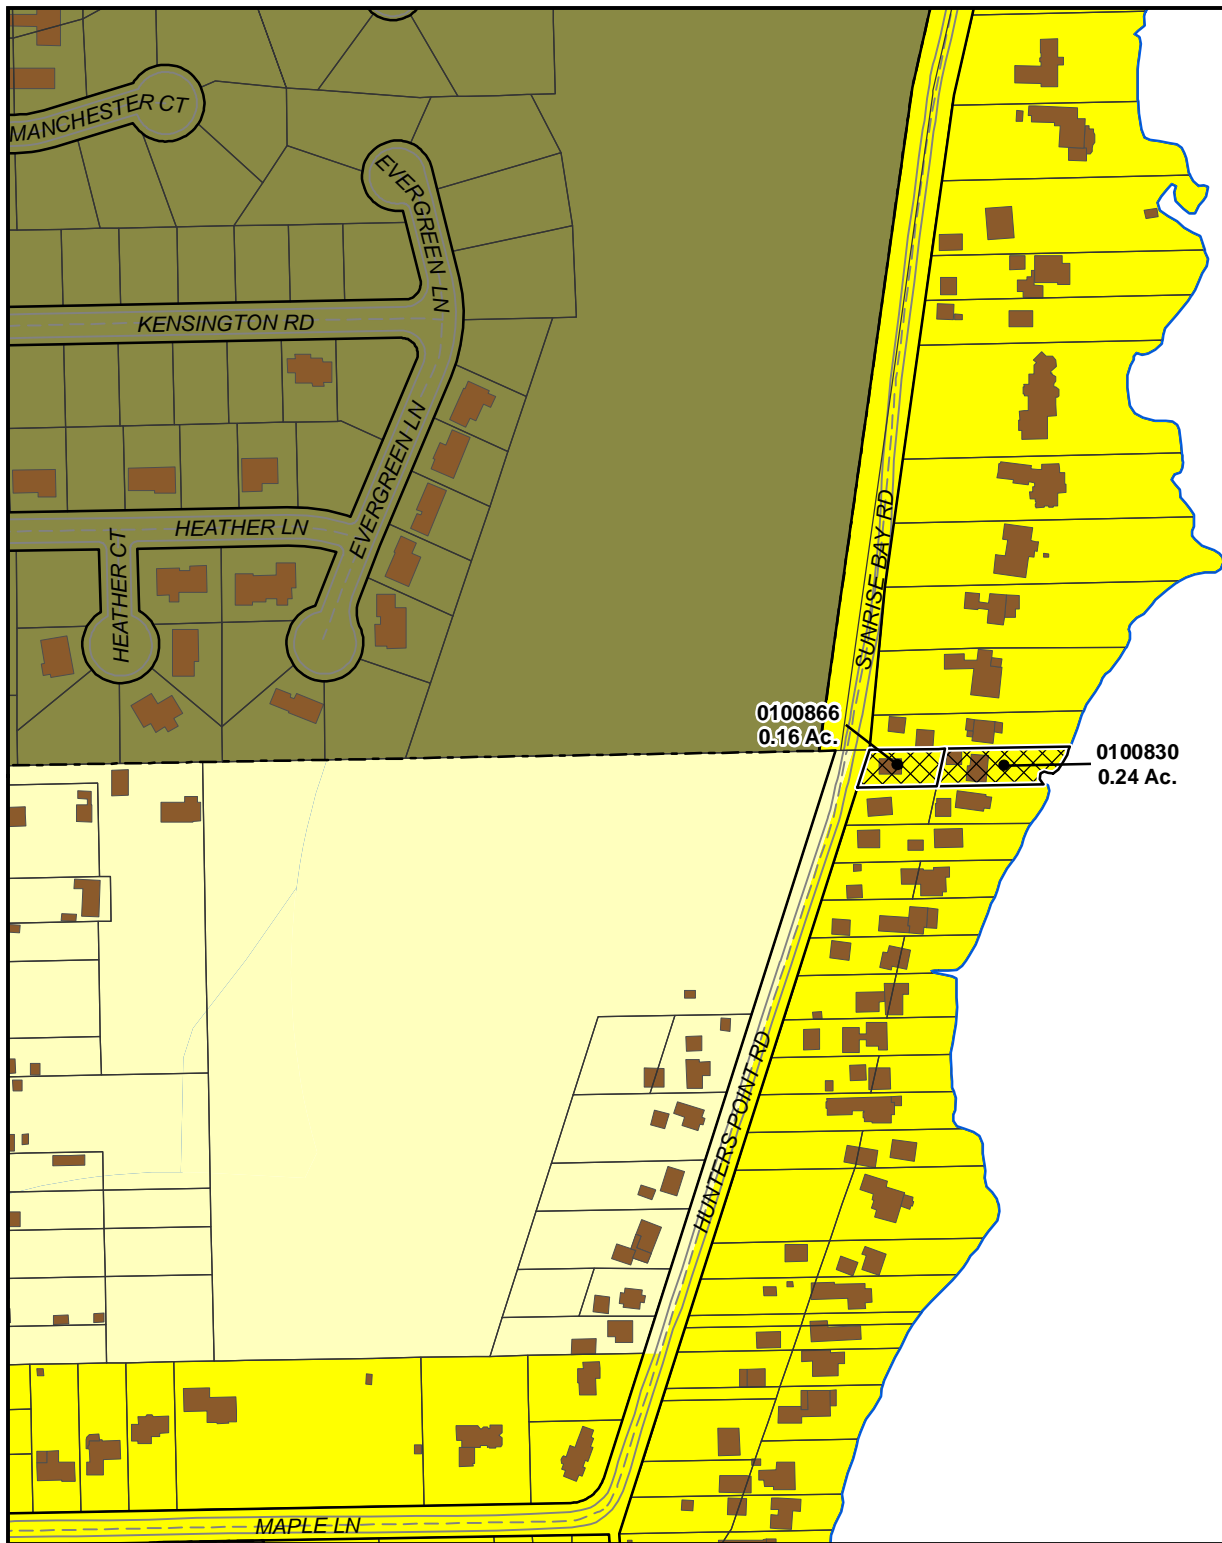 MANCHESTER CT
EVERGREEN LN
KENSINGTON RD
EVERGREEN LN
HEATHER LN
HEATHER CT
SUNRISE BAY RD
0100866
0.16 Ac.
0100830
0.24 Ac.
HUNTERS POINT RD
MAPLE LN